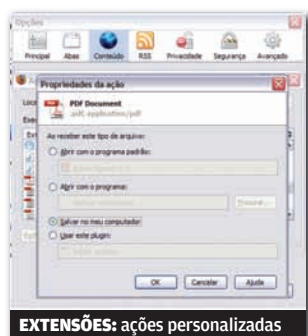 Opções
Principal Abas Conteúdo RSS Privacidade Segurança Avançado
Propriedades da ação
PDF Document
.pdf, application/pdf
Ao receber este tipo de arquivo:
Abrir com o programa padrão:
Abrir com o programa:
Procurar...
Salvar no meu computador
Usar este plugin:
OK Cancelar Ajuda
EXTENSÕES: ações personalizadas